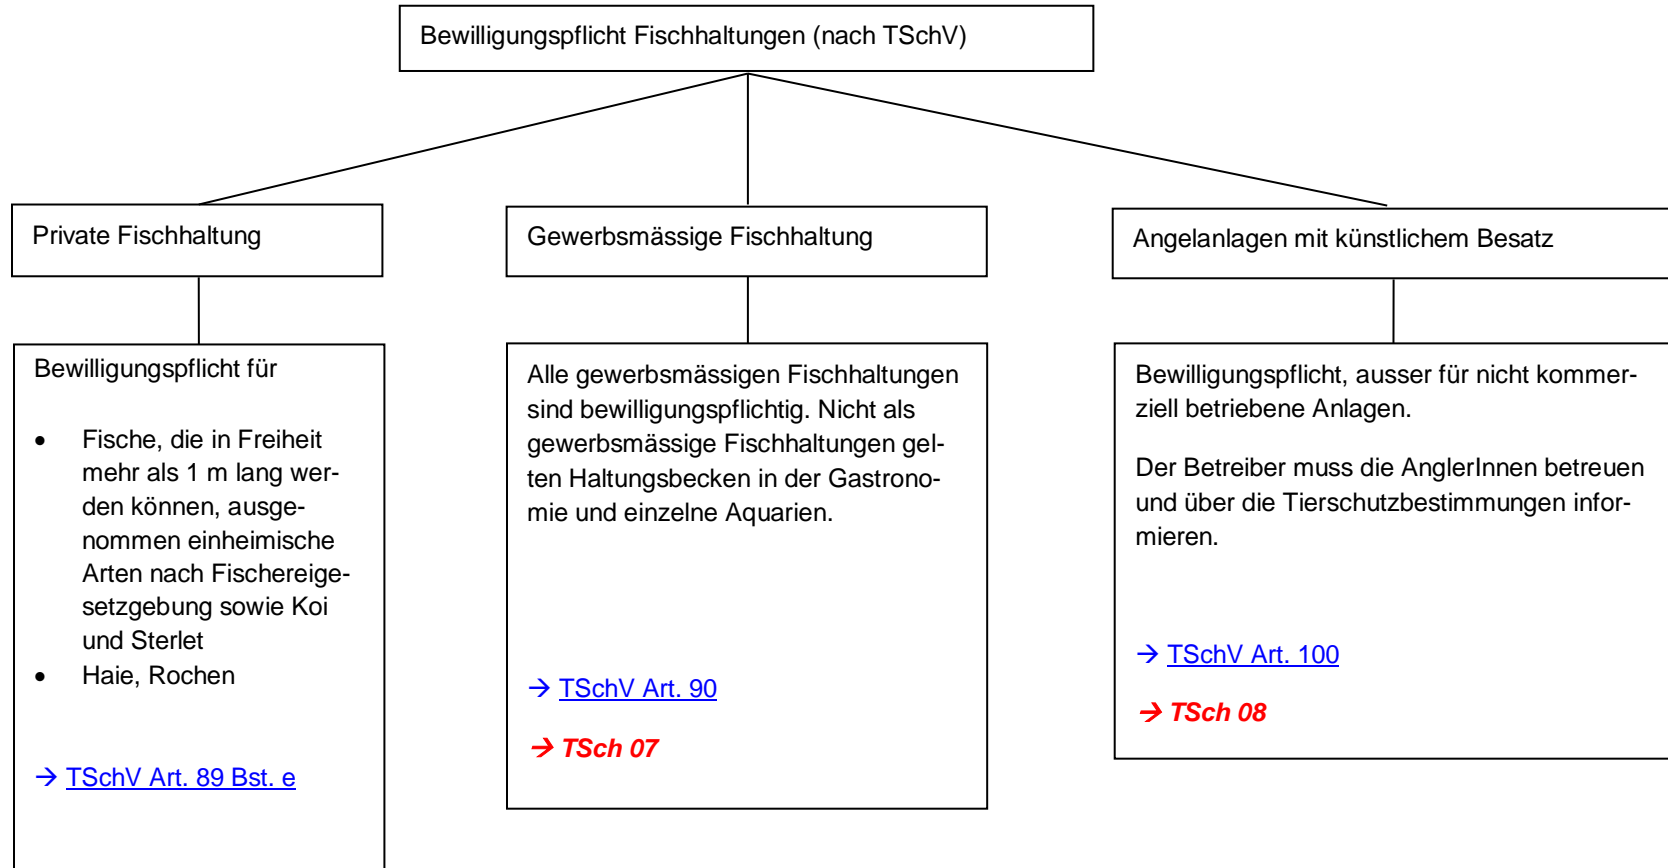 Bewilligungspflicht Fischhaltungen (nach TSchV)
Private Fischhaltung
Gewerbsmässige Fischhaltung
Angelanlagen mit künstlichem Besatz
Bewilligungspflicht für
• Fische, die in Freiheit
mehr als 1 m lang wer-
den können, ausge-
nommen einheimische
Arten nach Fischereige-
setzgebung sowie Koi
und Sterlet
• Haie, Rochen
→ TSchV Art. 89 Bst. e
Alle gewerbsmässigen Fischhaltungen
sind bewilligungspflichtig. Nicht als
gewerbsmässige Fischhaltungen gel-
ten Haltungsbecken in der Gastrono-
mie und einzelne Aquarien.
→ TSchV Art. 90
→ TSch 07
Bewilligungspflicht, ausser für nicht kommer-
ziell betriebene Anlagen.
Der Betreiber muss die AnglerInnen betreuen
und über die Tierschutzbestimmungen infor-
mieren.
→ TSchV Art. 100
→ TSch 08